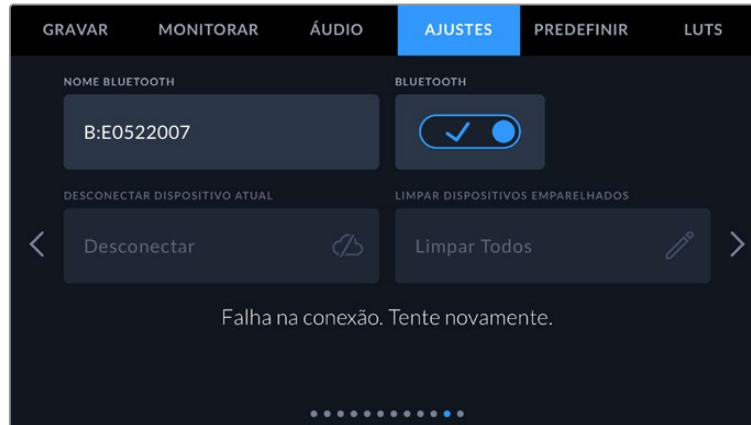 GRAVAR MONITORAR ÁUDIO AJUSTES PREDEFINIR LUTS
NOME BLUETOOTH BLUETOOTH
B:E0522007
DESCONECTAR DISPOSITIVO ATUAL LIMPAR DISPOSITIVOS EMPARELHADOS
Desconectar Limpar Todos
Falha na conexão. Tente novamente.